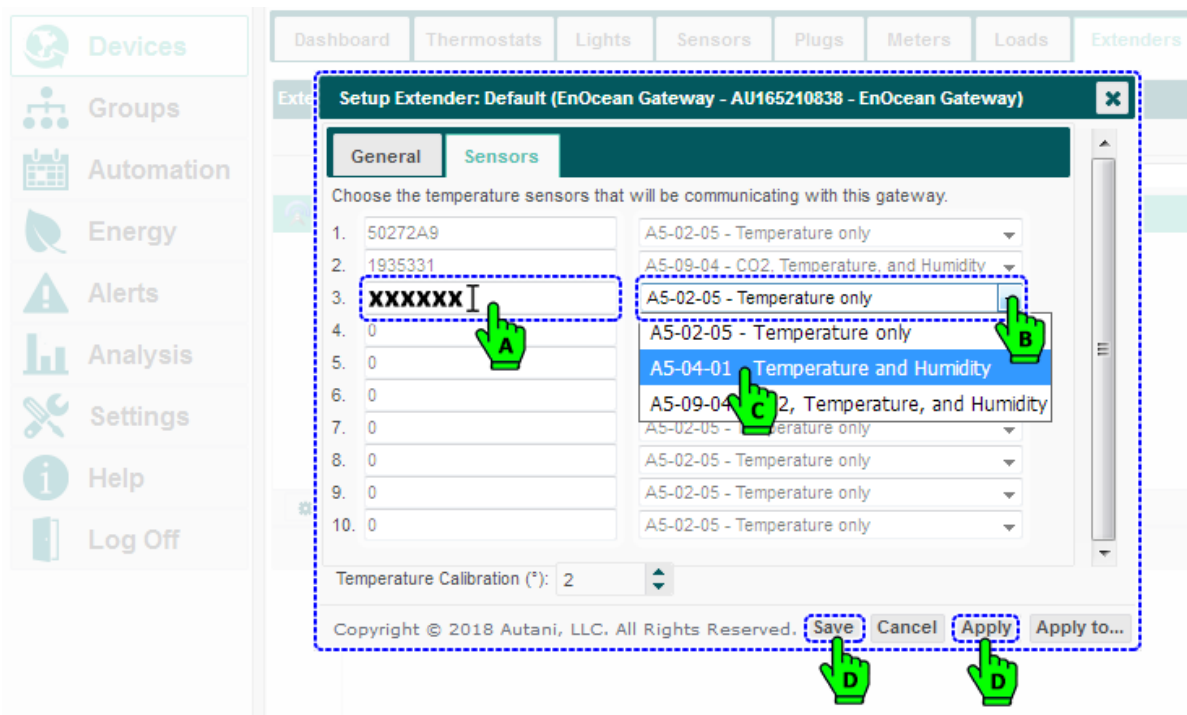 Devices
Groups
Automation
Energy
Alerts
Analysis
Settings
Help
Log Off
Dashboard Thermostats Lights Sensors Plugs Meters Loads Extenders
Exte
Setup Extender: Default (EnOcean Gateway - AU165210838 - EnOcean Gateway)
General Sensors
Choose the temperature sensors that will be communicating with this gateway.
1. 50272A9 A5-02-05 - Temperature only
2. 1935331 A5-09-04 - CO2, Temperature, and Humidity
3. XXXXXX A5-02-05 - Temperature only
A
B
4. 0 A5-02-05 - Temperature only
5. 0 A5-04-01 - Temperature and Humidity
6. 0 A5-09-04 2, Temperature, and Humidity
C
7. 0 A5-02-05 - Temperature only
8. 0 A5-02-05 - Temperature only
9. 0 A5-02-05 - Temperature only
10. 0 A5-02-05 - Temperature only
Temperature Calibration (°): 2
Copyright © 2018 Autani, LLC. All Rights Reserved. Save Cancel Apply Apply to...
D D